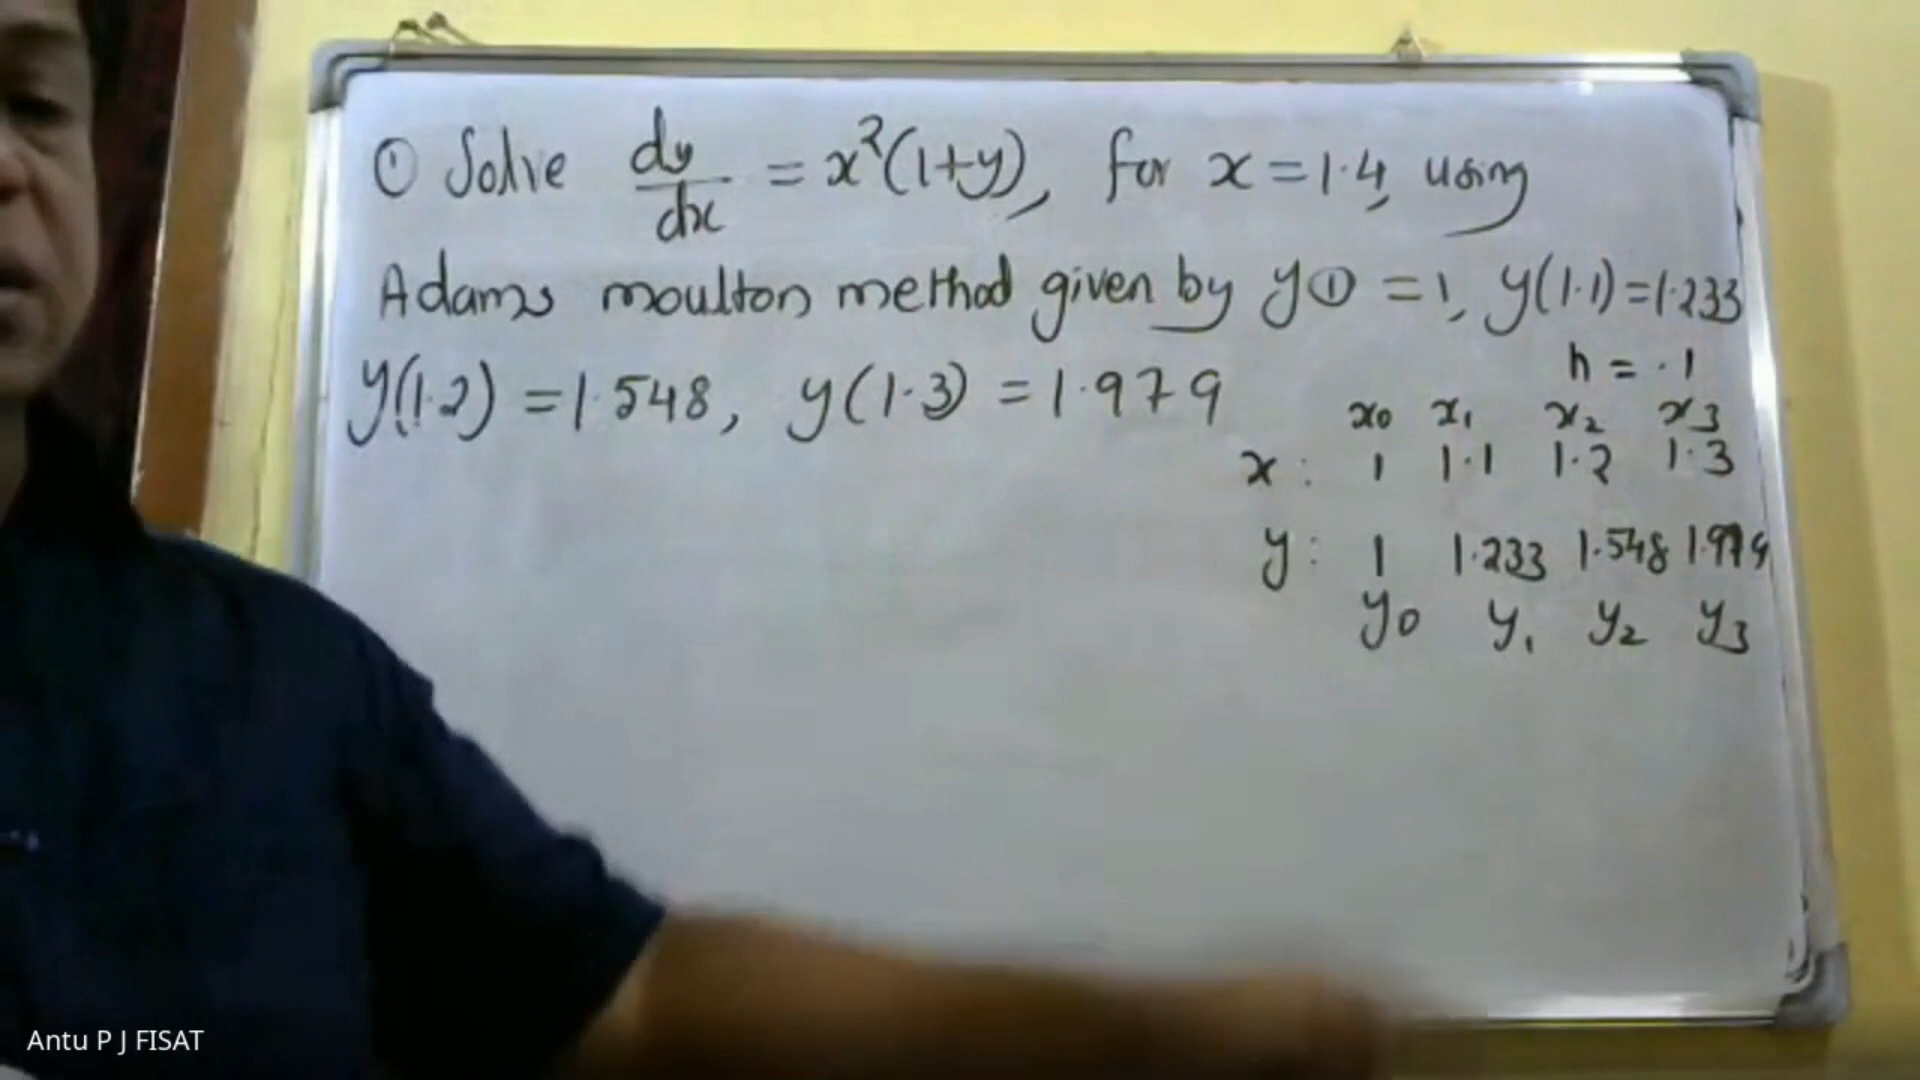 ① Solve dy/dx = x²(1+y), for x = 1.4, using
Adams moulton method given by y① = 1, y(1.1) = 1.233
y(1.2) = 1.548, y(1.3) = 1.979
h = .1
x0 x1 x2 x3
x : 1 1.1 1.2 1.3
y : 1 1.233 1.548 1.979
y0 y1 y2 y3
Antu P J FISAT